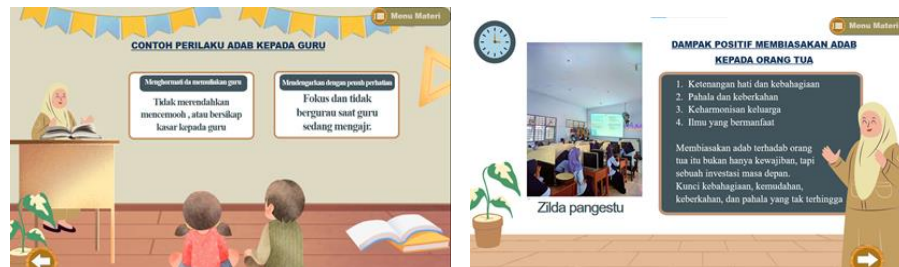 Menu Materi
CONTOH PERILAKU ADAB KEPADA GURU
Menghormati da memuliakan guru
Tidak merendahkan
mencemooh , atau bersikap
kasar kepada guru
Mendengarkan dengan penuh perhatian
Fokus dan tidak
bergurau saat guru
sedang mengajr.
Menu Materi
DAMPAK POSITIF MEMBIASAKAN ADAB
KEPADA ORANG TUA
1. Ketenangan hati dan kebahagiaan
2. Pahala dan keberkahan
3. Keharmonisan keluarga
4. Ilmu yang bermanfaat
Membiasakan adab terhadap orang
tua itu bukan hanya kewajiban, tapi
sebuah investasi masa depan.
Kunci kebahagiaan, kemudahan,
keberkahan, dan pahala yang tak terhingga
Zilda pangestu